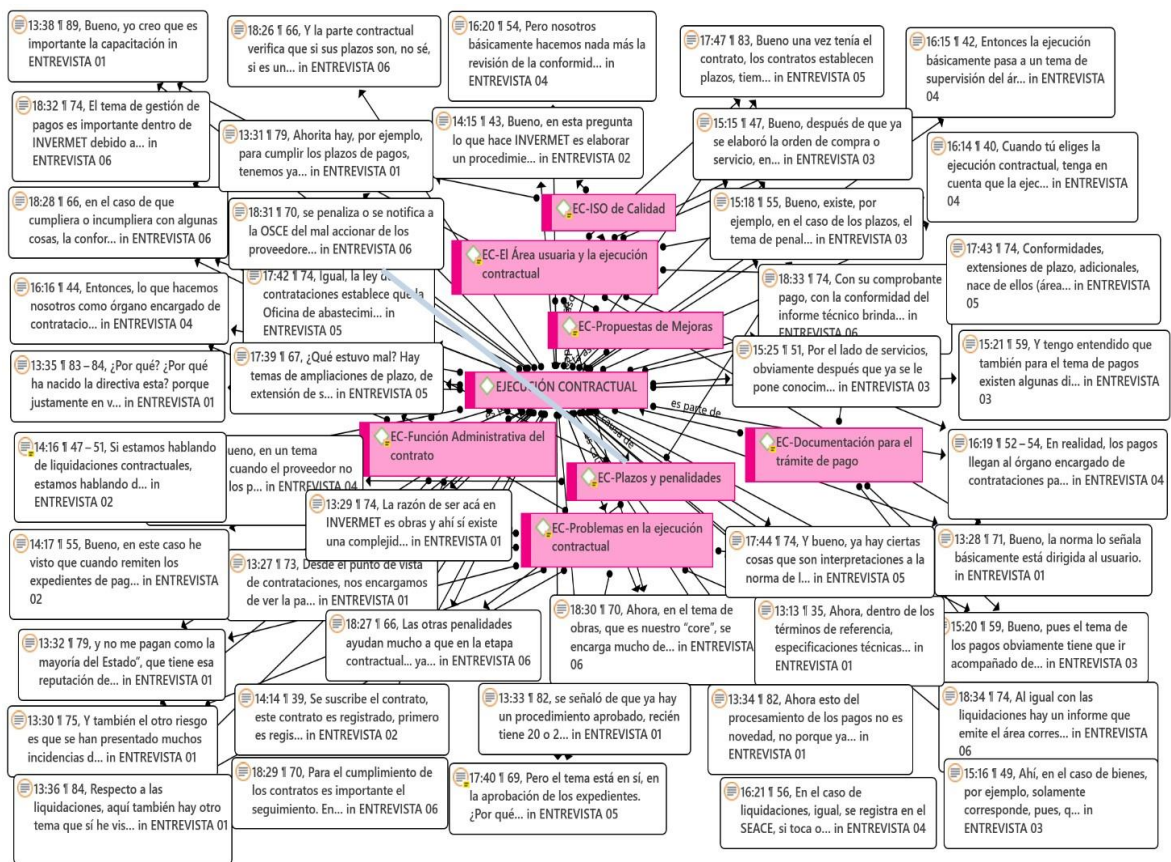 13:38 ¶ 89, Bueno, yo creo que es
importante la capacitación in
ENTREVISTA 01
18:26 ¶ 66, Y la parte contractual
verifica que si sus plazos son, no sé,
si es un... in ENTREVISTA 06
16:20 ¶ 54, Pero nosotros
básicamente hacemos nada más la
revisión de la conformid... in
ENTREVISTA 04
17:47 ¶ 83, Bueno una vez tenía el
contrato, los contratos establecen
plazos, tiem... in ENTREVISTA 05
16:15 ¶ 42, Entonces la ejecución
básicamente pasa a un tema de
supervisión del ár... in ENTREVISTA
04
18:32 ¶ 74, El tema de gestión de
pagos es importante dentro de
INVERMET debido a... in
ENTREVISTA 06
13:31 ¶ 79, Ahorita hay, por ejemplo,
para cumplir los plazos de pagos,
tenemos ya... in ENTREVISTA 01
14:15 ¶ 43, Bueno, en esta pregunta
lo que hace INVERMET es elaborar
un procedimie... in ENTREVISTA 02
15:15 ¶ 47, Bueno, después de que ya
se elaboró la orden de compra o
servicio, en... in ENTREVISTA 03
16:14 ¶ 40, Cuando tú eliges la
ejecución contractual, tenga en
cuenta que la ejec... in ENTREVISTA
04
18:28 ¶ 66, en el caso de que
cumpliera o incumpliera con algunas
cosas, la confor... in ENTREVISTA 06
18:31 ¶ 70, se penaliza o se notifica a
la OSCE del mal accionar de los
proveedore... in ENTREVISTA 06
EC-ISO de Calidad
15:18 ¶ 55, Bueno, existe, por
ejemplo, en el caso de los plazos, el
tema de penal... in ENTREVISTA 03
EC-El Área usuaria y la ejecución
contractual
17:43 ¶ 74, Conformidades,
extensiones de plazo, adicionales,
nace de ellos (área... in ENTREVISTA
05
16:16 ¶ 44, Entonces, lo que hacemos
nosotros como órgano encargado de
contratacio... in ENTREVISTA 04
17:42 ¶ 74, Igual, la ley de
contrataciones establece que la
Oficina de abastecimi... in
ENTREVISTA 05
18:33 ¶ 74, Con su comprobante
pago, con la conformidad del
informe técnico brinda... in
ENTREVISTA 06
EC-Propuestas de Mejoras
13:35 ¶ 83 – 84, ¿Por qué? ¿Por qué
ha nacido la directiva esta? porque
justamente en v... in ENTREVISTA 01
17:39 ¶ 67, ¿Qué estuvo mal? Hay
temas de ampliaciones de plazo, de
extensión de s... in ENTREVISTA 05
15:25 ¶ 51, Por el lado de servicios,
obviamente después que ya se le
pone conocim... in ENTREVISTA 03
15:21 ¶ 59, Y tengo entendido que
también para el tema de pagos
existen algunas di... in ENTREVISTA
03
EJECUCIÓN CONTRACTUAL
es parte de
14:16 ¶ 47 – 51, Si estamos hablando
de liquidaciones contractuales,
estamos hablando d... in
ENTREVISTA 02
ueno, en un tema
cuando el proveedor no
los p... in ENTREVISTA 04
EC-Función Administrativa del
contrato
EC-Documentación para el
trámite de pago
16:19 ¶ 52 – 54, En realidad, los pagos
llegan al órgano encargado de
contrataciones pa... in ENTREVISTA 04
EC-Plazos y penalidades
13:29 ¶ 74, La razón de ser acá en
INVERMET es obras y ahí sí existe
una complejid... in ENTREVISTA 01
EC-Problemas en la ejecución
contractual
14:17 ¶ 55, Bueno, en este caso he
visto que cuando remiten los
expedientes de pag... in ENTREVISTA
02
13:27 ¶ 73, Desde el punto de vista
de contrataciones, nos encargamos
de ver la pa... in ENTREVISTA 01
17:44 ¶ 74, Y bueno, ya hay ciertas
cosas que son interpretaciones a la
norma de l... in ENTREVISTA 05
13:28 ¶ 71, Bueno, la norma lo señala
básicamente está dirigida al usuario.
in ENTREVISTA 01
13:32 ¶ 79, y no me pagan como la
mayoría del Estado”, que tiene esa
reputación de... in ENTREVISTA 01
18:27 ¶ 66, Las otras penalidades
ayudan mucho a que en la etapa
contractual... ya... in ENTREVISTA 06
18:30 ¶ 70, Ahora, en el tema de
obras, que es nuestro “core”, se
encarga mucho de... in ENTREVISTA
06
13:13 ¶ 35, Ahora, dentro de los
términos de referencia,
especificaciones técnicas... in
ENTREVISTA 01
15:20 ¶ 59, Bueno, pues el tema de
los pagos obviamente tiene que ir
acompañado de... in ENTREVISTA 03
13:30 ¶ 75, Y también el otro riesgo
es que se han presentado muchos
incidencias d... in ENTREVISTA 01
14:14 ¶ 39, Se suscribe el contrato,
este contrato es registrado, primero
es regis... in ENTREVISTA 02
13:33 ¶ 82, se señaló de que ya hay
un procedimiento aprobado, recién
tiene 20 o 2... in ENTREVISTA 01
13:34 ¶ 82, Ahora esto del
procesamiento de los pagos no es
novedad, no porque ya... in
ENTREVISTA 01
18:34 ¶ 74, Al igual con las
liquidaciones hay un informe que
emite el área corres... in ENTREVISTA
06
13:36 ¶ 84, Respecto a las
liquidaciones, aquí también hay otro
tema que sí he vis... in ENTREVISTA 01
18:29 ¶ 70, Para el cumplimiento de
los contratos es importante el
seguimiento. En... in ENTREVISTA 06
17:40 ¶ 69, Pero el tema está en sí, en
la aprobación de los expedientes.
¿Por qué... in ENTREVISTA 05
16:21 ¶ 56, En el caso de
liquidaciones, igual, se registra en el
SEACE, si toca o... in ENTREVISTA 04
15:16 ¶ 49, Ahí, en el caso de bienes,
por ejemplo, solamente
corresponde, pues, q... in
ENTREVISTA 03